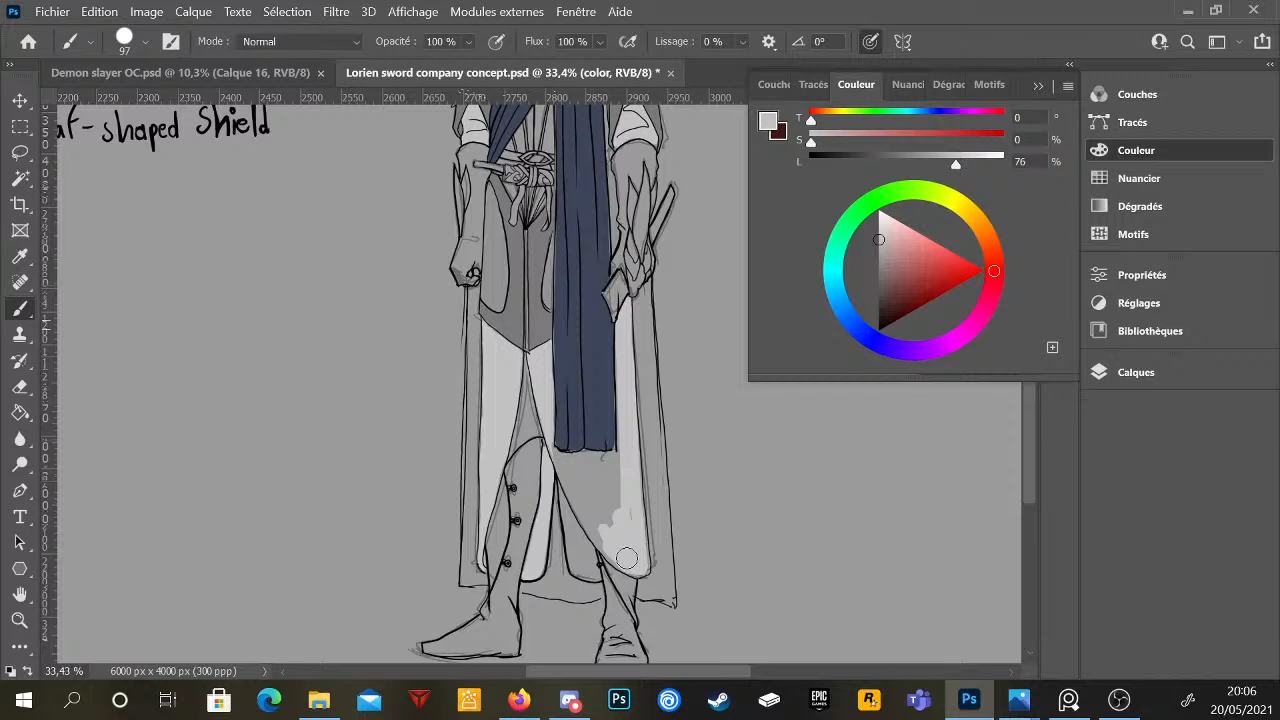 Ps Fichier Edition Image Calque Texte Sélection Filtre 3D Affichage Modules externes Fenêtre Aide
97 Mode : Normal Opacité : 100 % Flux : 100 % Lissage : 0 % 0°
Demon slayer OC.psd @ 10,3% (Calque 16, RVB/8) × Lorien sword company concept.psd @ 33,4% (color, RVB/8) * ×
2200 2250 2300 2350 2400 2450 2500 2550 2600 2650 2700 2750 2800 2850 2900 2950 3000
Couche Tracés Couleur Nuanci Dégrac Motifs
T 0 °
S 0 %
L 76 %
Couches
Tracés
Couleur
Nuancier
Dégradés
Motifs
Propriétés
Réglages
Bibliothèques
Calques
af-shaped Shield
33,43 % 6000 px x 4000 px (300 ppp)
EPIC GAMES
Ps Ps
20:06
20/05/2021